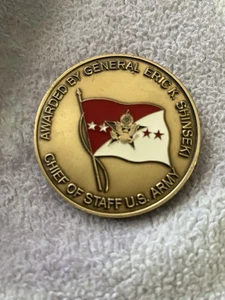 AWARDED BY GENERAL ERIC K. SHINSEKI
CHIEF OF STAFF U.S. ARMY